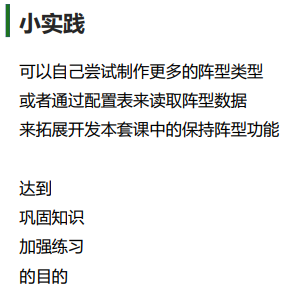 小实践
可以自己尝试制作更多的阵型类型
或者通过配置表来读取阵型数据
来拓展开发本套课中的保持阵型功能
达到
巩固知识
加强练习
的目的